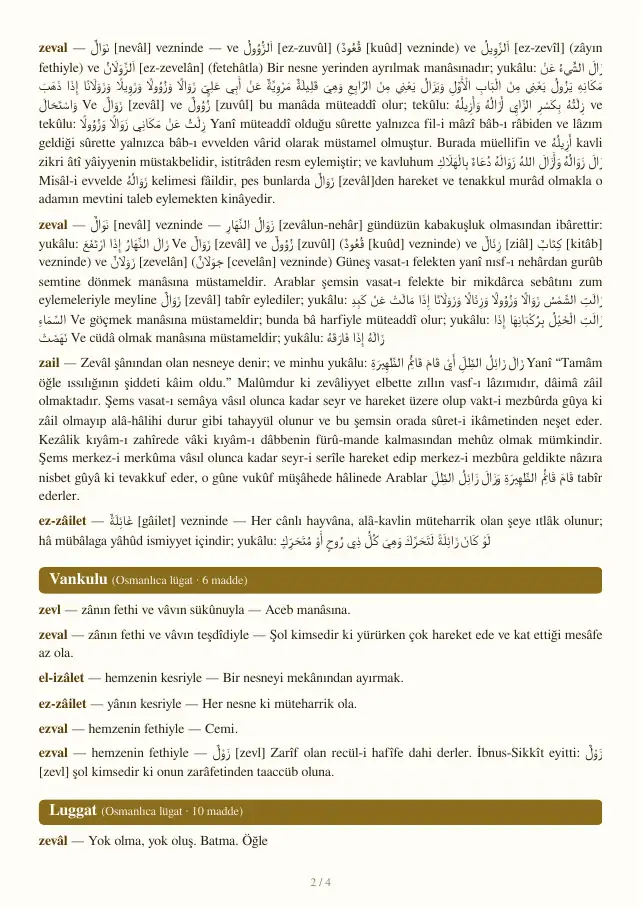 zeval — نَوَالٌ [nevâl] vezninde — ve اَلزُّوُولُ [ez-zuvûl] (قُعُودٌ [kuûd] vezninde) ve اَلزَّوِيلُ [ez-zevîl] (zâyın
fethiyle) ve اَلزَّوَلَانُ [ez-zevelân] (fetehâtla) Bir nesne yerinden ayrılmak manâsınadır; yukâlu: زَالَ الشَّيْءُ عَنْ
مَكَانِهِ يَزُولُ يَعْنِي مِنَ الْبَابِ الْأَوَّلِ وَيَزَالُ يَعْنِي مِنَ الرَّابِعِ وَهِيَ قَلِيلَةٌ مَرْوِيَّةٌ عَنْ أَبِي عَلِيٍّ زَوَالًا وَزُوُولًا وَزَوِيلًا وَزَوَلَانًا إِذَا ذَهَبَ
وَاسْتَحَالَ Ve زَوَالٌ [zevâl] ve زُوُولٌ [zuvûl] bu manâda müteaddî olur; tekûlu: زِلْتُهُ بِكَسْرِ الزَّايِ أَزَالُهُ وَأَزِيلُهُ ve
tekûlu: زِلْتُ عَنْ مَكَانِي زَوَالًا وَزُوُولًا Yanî müteaddî olduğu sûrette yalnızca fil-i mazî bâb-ı râbiden ve lâzım
geldiği sûrette yalnızca bâb-ı evvelden vârid olarak müstamel olmuştur. Burada müellifin وَأَزِيلُهُ kavli
zikri âtî yâiyyenin müstakbelidir, istitrâden resm eylemiştir; ve kavluhum زَالَ زَوَالُهُ وَأَزَالَ اللهُ زَوَالَهُ دُعَاءٌ بِالْهَلَاكِ
Misâl-i evvelde زَوَالُهُ kelimesi fâildir, pes bunlarda زَوَالٌ [zevâl]den hareket ve tenakkul murâd olmakla o
adamın mevtini taleb eylemekten kinâyedir.
zeval — نَوَالٌ [nevâl] vezninde — زَوَالُ النَّهَارِ [zevâlun-nehâr] gündüzün kabakuşluk olmasından ibârettir:
yukâlu: زَالَ النَّهَارُ إِذَا ارْتَفَعَ Ve زَوَالٌ [zevâl] ve زُوُولٌ [zuvûl] (قُعُودٌ [kuûd] vezninde) ve زِئَالٌ [ziâl] (كِتَابٌ [kitâb]
vezninde) ve زَوَلَانٌ [zevelân] (جَوَلَانٌ [cevelân] vezninde) Güneş vasat-ı felekten yanî nısf-ı nehârdan gurûb
semtine dönmek manâsına müstameldir. Arablar şemsin vasat-ı felekte bir mikdârca sebâtını zum
eylemeleriyle meyline زَوَالٌ [zevâl] tabîr eylediler; yukâlu: زَالَتِ الشَّمْسُ زَوَالًا وَزُوُولًا وَزِئَالًا وَزَوَلَانًا إِذَا مَالَتْ عَنْ كَبِدِ
السَّمَاءِ Ve göçmek manâsına müstameldir; bunda bâ harfiyle müteaddî olur; yukâlu: زَالَتِ الْخَيْلُ بِرُكْبَانِهَا إِذَا
نَهَضَتْ Ve cüdâ olmak manâsına müstameldir; yukâlu: زَالَهُ إِذَا فَارَقَهُ
zail — Zevâl şânından olan nesneye denir; ve minhu yukâlu: زَالَ زَائِلُ الظِّلِّ أَيْ قَامَ قَائِمُ الظَّهِيرَةِ Yanî “Tamâm
öğle ıssılığının şiddeti kâim oldu.” Malûmdur ki zevâliyyet elbette zıllın vasf-ı lâzımıdır, dâimâ zâil
olmaktadır. Şems vasat-ı semâya vâsıl olunca kadar seyr ve hareket üzere olup vakt-i mezbûrda gûya ki
zâil olmayıp alâ-hâlihi durur gibi tahayyül olunur ve bu şemsin orada sûret-i ikâmetinden neşet eder.
Kezâlik kıyâm-ı zahîrede vâki kıyâm-ı dâbbenin fürû-mande kalmasından mehûz olmak mümkindir.
Şems merkez-i merkûma vâsıl olunca kadar seyr-i serîle hareket edip merkez-i mezbûra geldikte nâzıra
nisbet gûyâ ki tevakkuf eder, o gûne vukûf müşâhede hâlinede Arablar قَامَ قَائِمُ الظَّهِيرَةِ وَزَالَ زَائِلُ الظِّلِّ tabîr
ederler.
ez-zâilet — غَائِلَةٌ [gâilet] vezninde — Her cânlı hayvâna, alâ-kavlin müteharrik olan şeye ıtlâk olunur;
hâ mübâlaga yâhûd ismiyyet içindir; yukâlu: لَوْ كَانَ زَائِلَةً لَتَحَرَّكَ وَهِيَ كُلُّ ذِي رُوحٍ أَوْ مُتَحَرِّكٍ
Vankulu (Osmanlıca lügat · 6 madde)
zevl — zânın fethi ve vâvın sükûnuyla — Aceb manâsına.
zeval — zânın fethi ve vâvın teşdîdiyle — Şol kimsedir ki yürürken çok hareket ede ve kat ettiği mesâfe
az ola.
el-izâlet — hemzenin kesriyle — Bir nesneyi mekânından ayırmak.
ez-zâilet — yânın kesriyle — Her nesne ki müteharrik ola.
ezval — hemzenin fethiyle — Cemi.
ezval — hemzenin fethiyle — زَوْلٌ [zevl] Zarîf olan recül-i hafîfe dahi derler. İbnus-Sikkît eyitti: زَوْلٌ
[zevl] şol kimsedir ki onun zarâfetinden taaccüb oluna.
Luggat (Osmanlıca lügat · 10 madde)
zevâl — Yok olma, yok oluş. Batma. Öğle
2 / 4